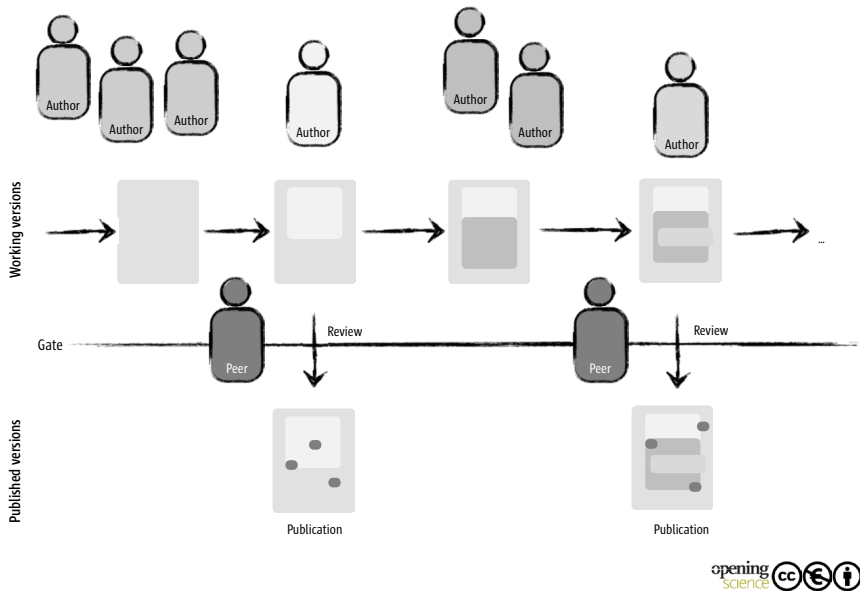 Author
Author
Author
Author
Author
Author
Author
Working versions
...
Gate
Peer
Review
Peer
Review
Published versions
Publication
Publication
opening
science
cc